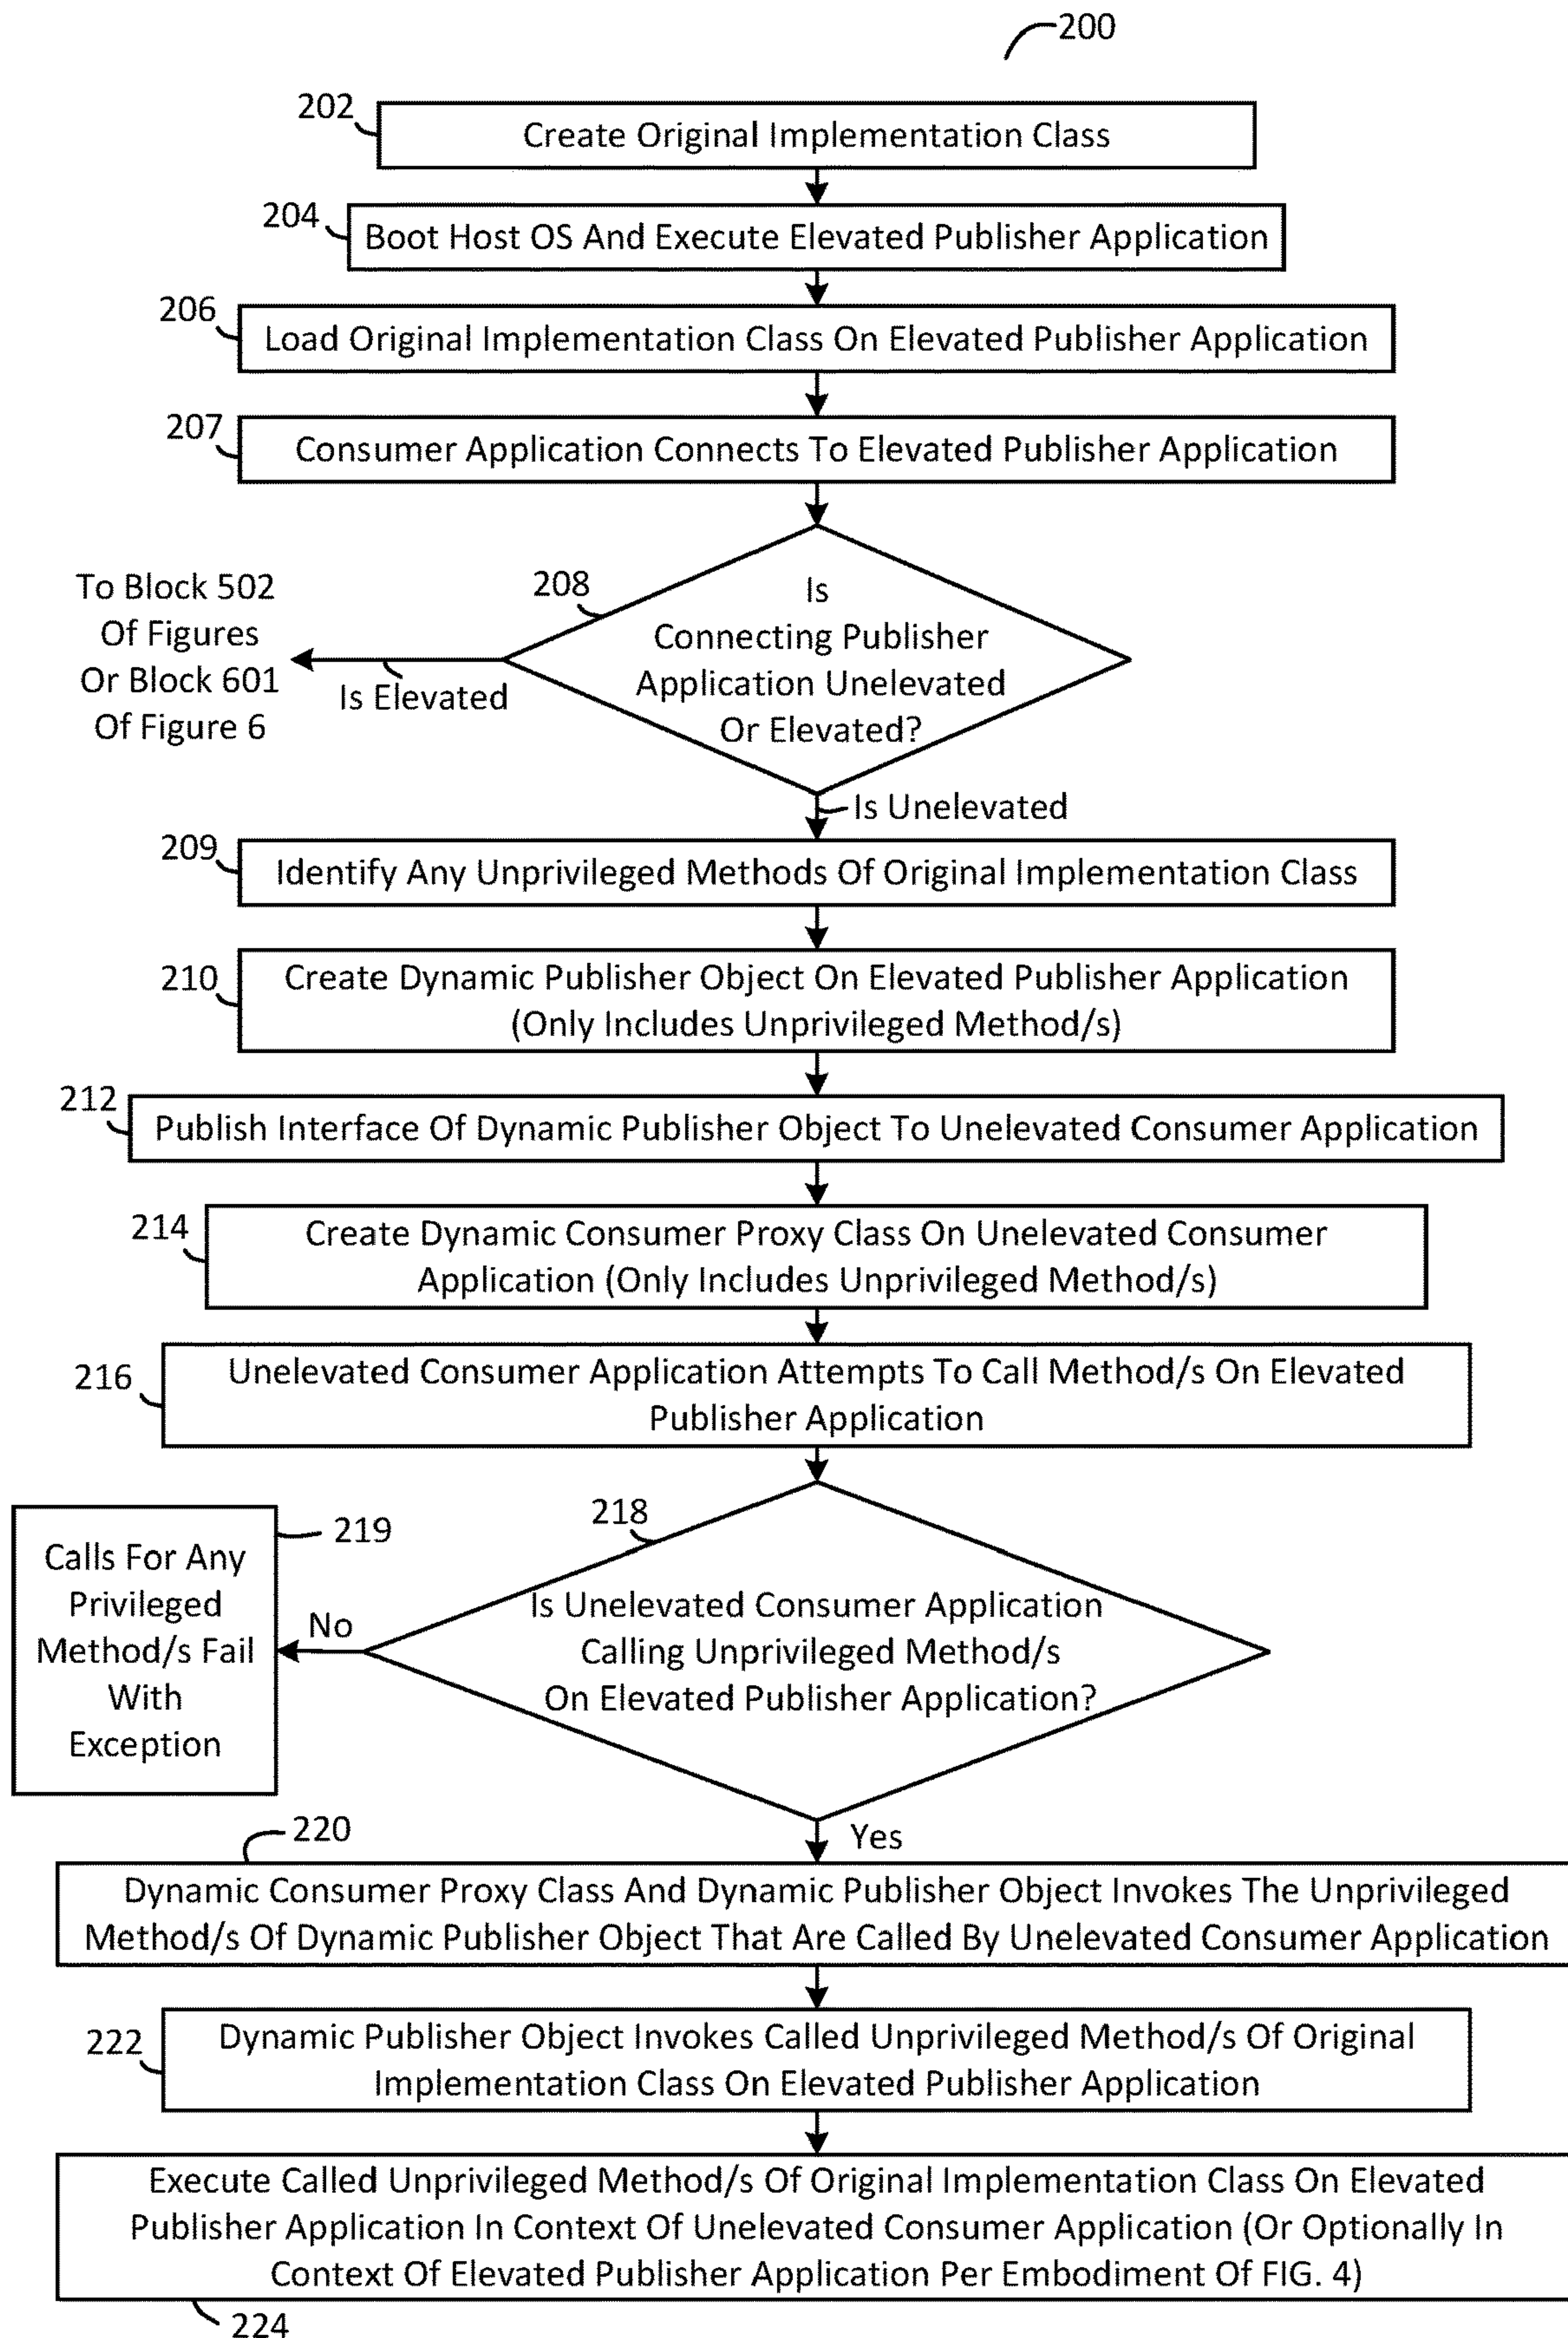 200
202
Create Original Implementation Class
204
Boot Host OS And Execute Elevated Publisher Application
206
Load Original Implementation Class On Elevated Publisher Application
207
Consumer Application Connects To Elevated Publisher Application
208
Is
Connecting Publisher
Application Unelevated
Or Elevated?
To Block 502
Of Figures
Or Block 601
Of Figure 6
Is Elevated
Is Unelevated
209
Identify Any Unprivileged Methods Of Original Implementation Class
210
Create Dynamic Publisher Object On Elevated Publisher Application
(Only Includes Unprivileged Method/s)
212
Publish Interface Of Dynamic Publisher Object To Unelevated Consumer Application
214
Create Dynamic Consumer Proxy Class On Unelevated Consumer
Application (Only Includes Unprivileged Method/s)
216
Unelevated Consumer Application Attempts To Call Method/s On Elevated
Publisher Application
218
Is Unelevated Consumer Application
Calling Unprivileged Method/s
On Elevated Publisher Application?
No
219
Calls For Any
Privileged
Method/s Fail
With
Exception
Yes
220
Dynamic Consumer Proxy Class And Dynamic Publisher Object Invokes The Unprivileged
Method/s Of Dynamic Publisher Object That Are Called By Unelevated Consumer Application
222
Dynamic Publisher Object Invokes Called Unprivileged Method/s Of Original
Implementation Class On Elevated Publisher Application
Execute Called Unprivileged Method/s Of Original Implementation Class On Elevated
Publisher Application In Context Of Unelevated Consumer Application (Or Optionally In
Context Of Elevated Publisher Application Per Embodiment Of FIG. 4)
224